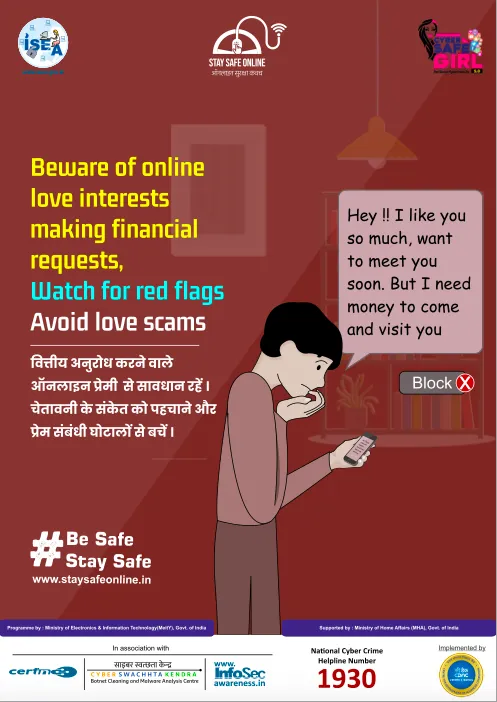 ISEA
STAY SAFE ONLINE
ऑनलाइन सुरक्षा कवच
CYBER
SAFE
GIRL
Beware of online
love interests
making financial
requests,
Watch for red flags
Avoid love scams
वित्तीय अनुरोध करने वाले
ऑनलाइन प्रेमी से सावधान रहें ।
चेतावनी के संकेत को पहचाने और
प्रेम संबंधी घोटालों से बचें ।
Hey !! I like you
so much, want
to meet you
soon. But I need
money to come
and visit you
Block X
#Be Safe
Stay Safe
www.staysafeonline.in
Programme by : Ministry of Electronics & Information Technology(MeitY), Govt. of India
Supported by : Ministry of Home Affairs (MHA), Govt. of India
In association with
साइबर स्वच्छता केन्द्र
CYBER SWACHHTA KENDRA
Botnet Cleaning and Malware Analysis Centre
www.
InfoSec
awareness.in
National Cyber Crime
Helpline Number
1930
Implemented by